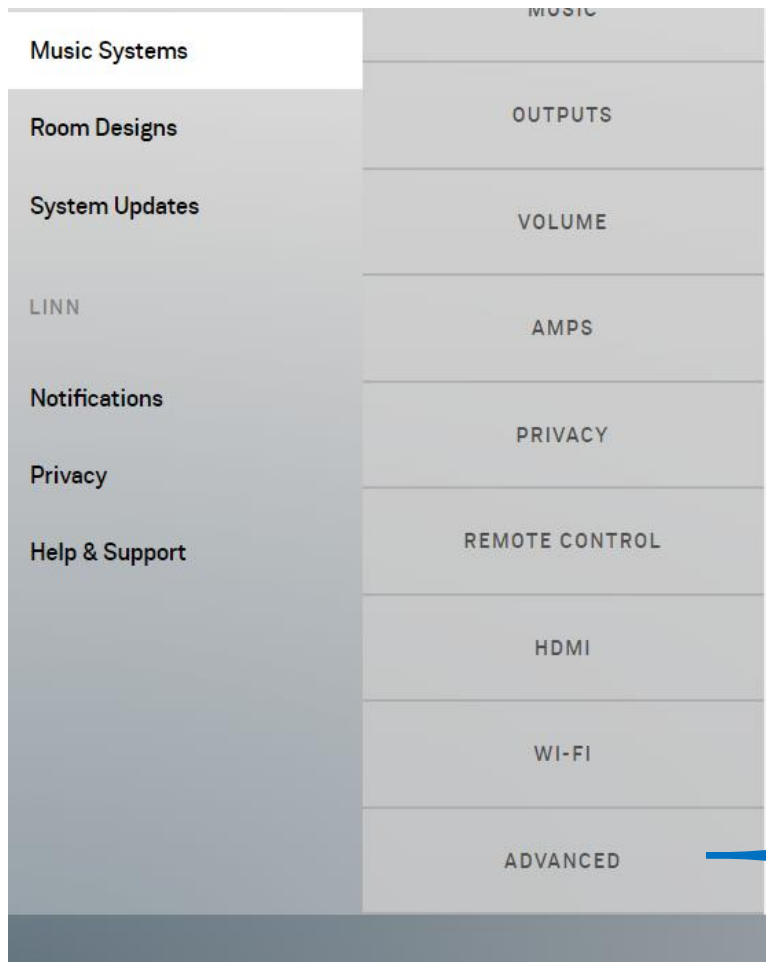 Music Systems
Room Designs
System Updates
LINN
Notifications
Privacy
Help & Support
MUSIC
OUTPUTS
VOLUME
AMPS
PRIVACY
REMOTE CONTROL
HDMI
WI-FI
ADVANCED